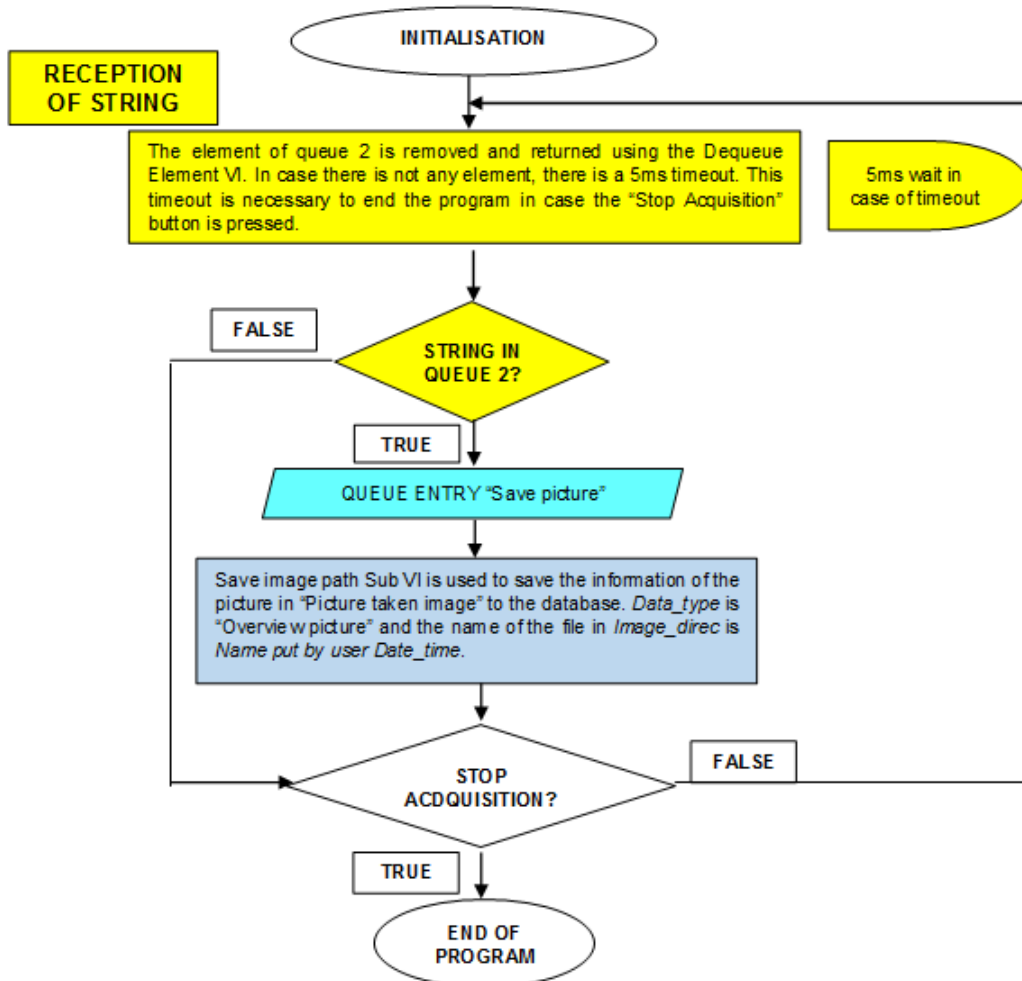 INITIALISATION
RECEPTION
OF STRING
The element of queue 2 is removed and returned using the Dequeue
Element VI. In case there is not any element, there is a 5ms timeout. This
timeout is necessary to end the program in case the “Stop Acquisition”
button is pressed.
5ms wait in
case of timeout
FALSE
STRING IN
QUEUE 2?
TRUE
QUEUE ENTRY “Save picture”
Save image path Sub VI is used to save the information of the
picture in “Picture taken image” to the database. Data_type is
“Overview picture” and the name of the file in Image_direc is
Name put by user Date_time.
STOP
ACDQUISITION?
FALSE
TRUE
END OF
PROGRAM